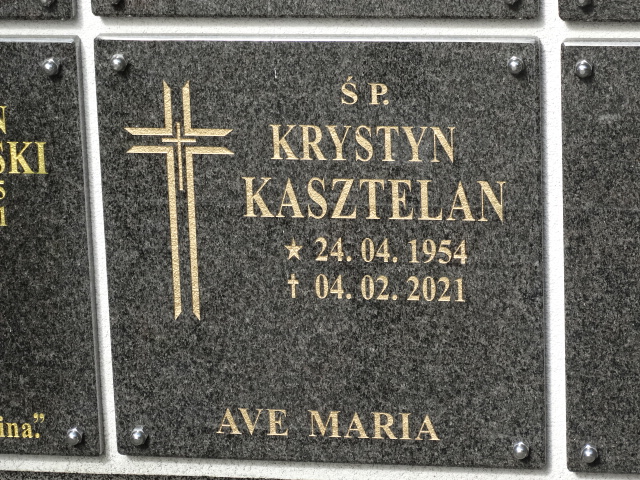 Ś P.
KRYSTYN
KASZTELAN
★ 24. 04. 1954
† 04. 02. 2021
AVE MARIA